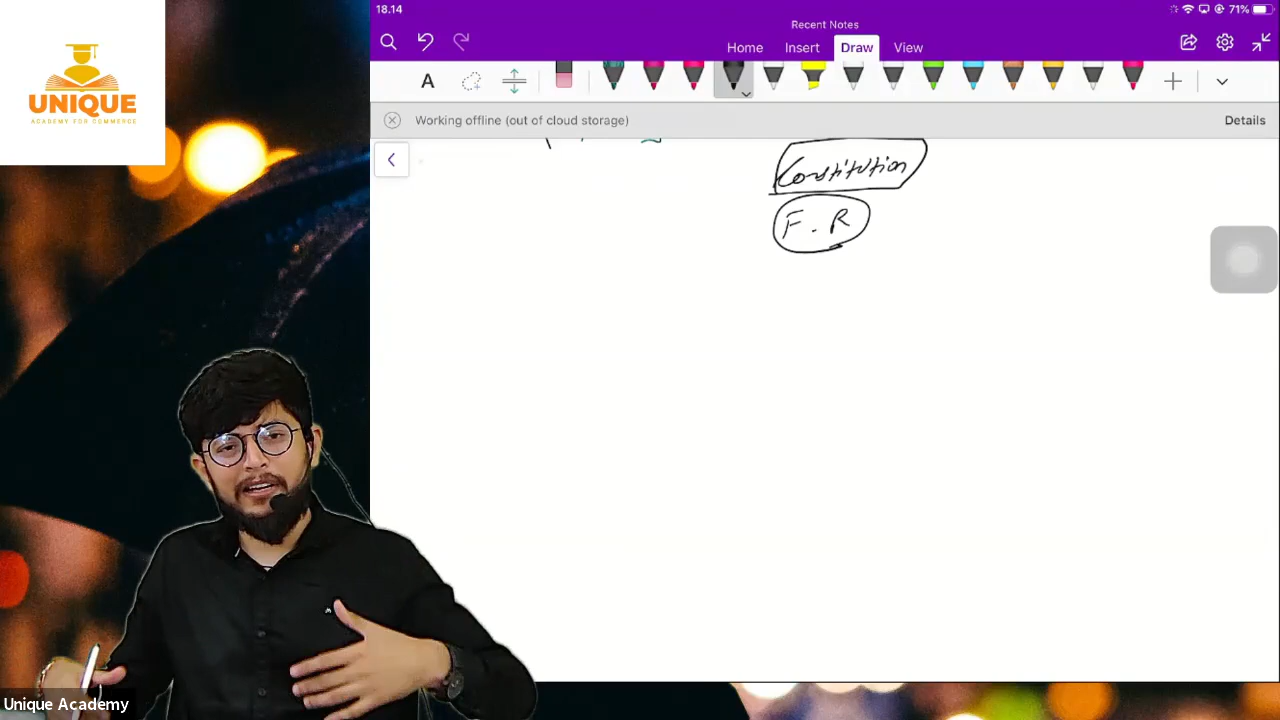 18.14
71%
Recent Notes
Home Insert Draw View
A
Working offline (out of cloud storage)
Details
Constitution
F. R
UNIQUE
ACADEMY FOR COMMERCE
Unique Academy